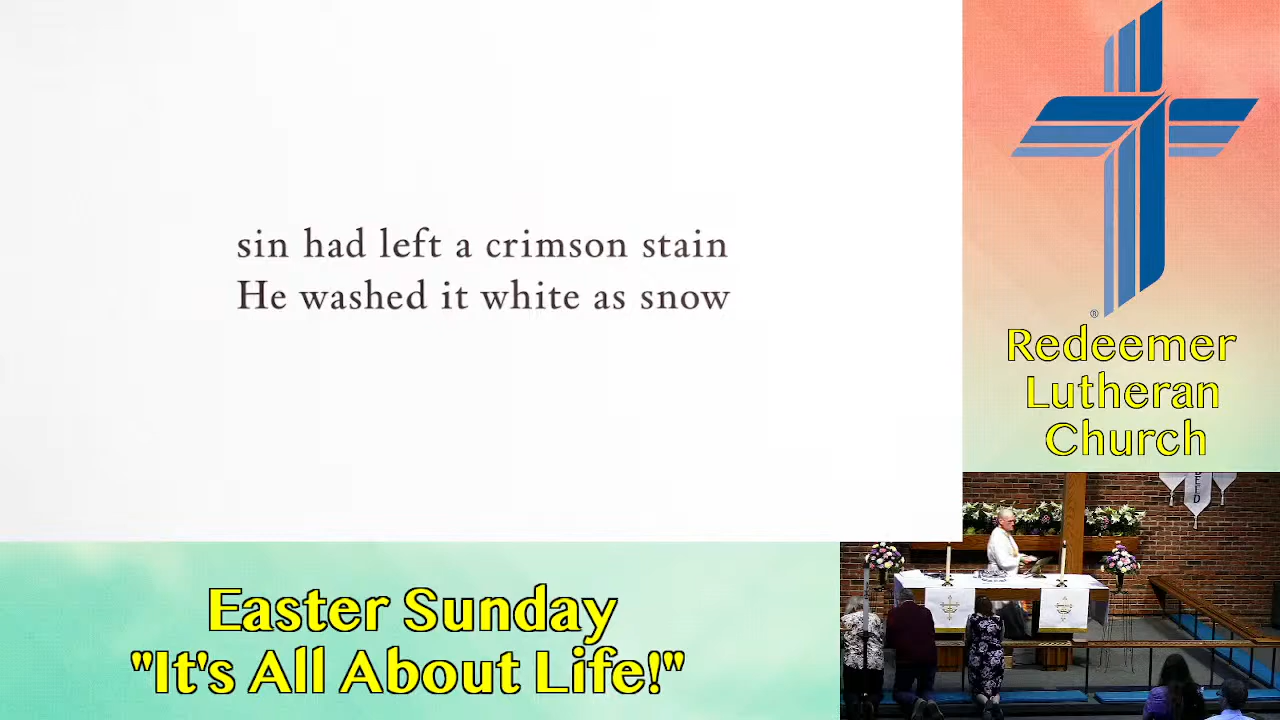 sin had left a crimson stain
He washed it white as snow
®
Redeemer
Lutheran
Church
Easter Sunday
"It's All About Life!"